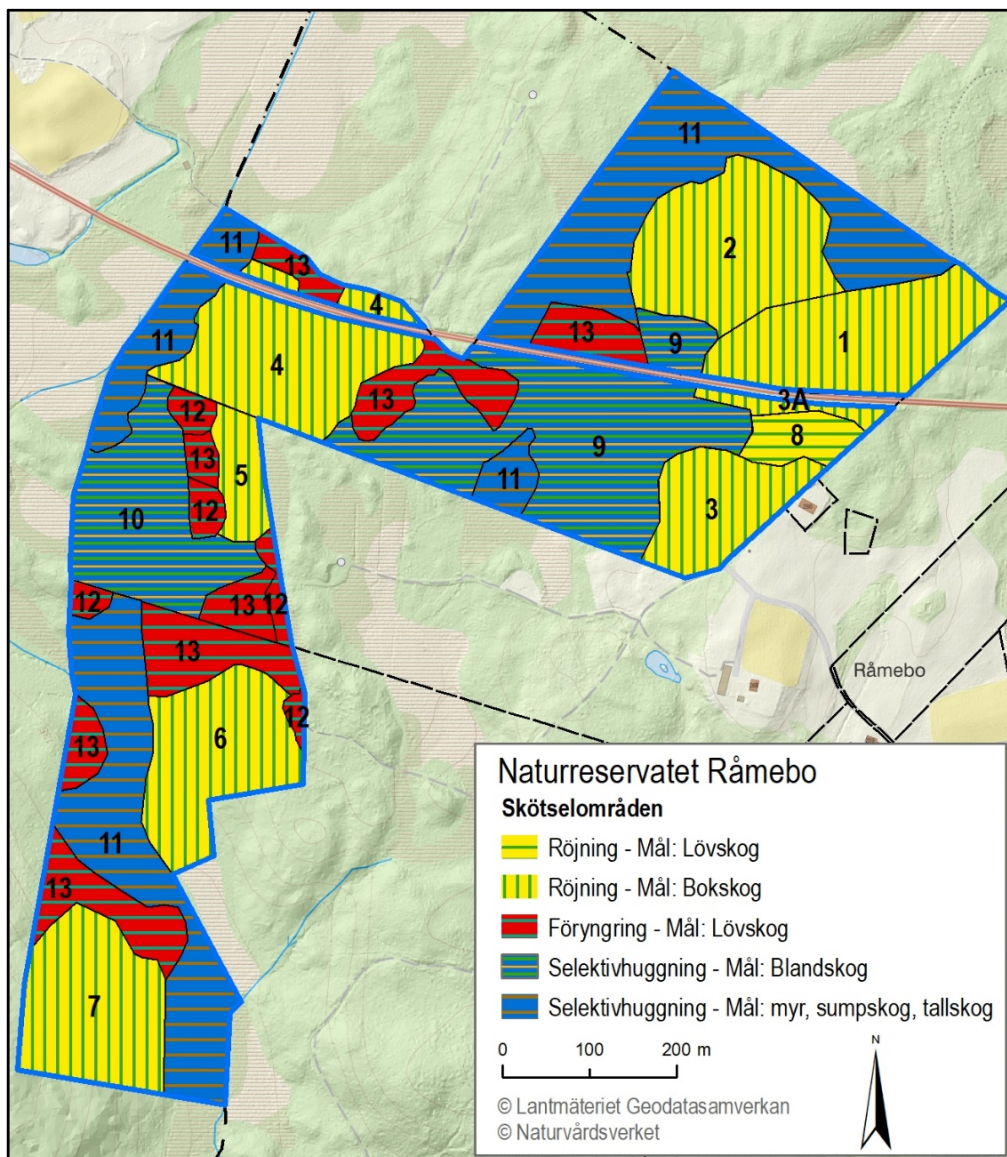 11
2
11
13
4
13
9
1
11
4
3A
12
13
8
13
9
5
11
3
12
10
12
13
12
13
Råmebo
12
6
13
11
13
7
Naturreservatet Råmebo
Skötselområden
Röjning - Mål: Lövskog
Röjning - Mål: Bokskog
Föryngring - Mål: Lövskog
Selektivhuggning - Mål: Blandskog
Selektivhuggning - Mål: myr, sumpskog, tallskog
0 100 200 m
N
© Lantmäteriet Geodatasamverkan
© Naturvårdsverket